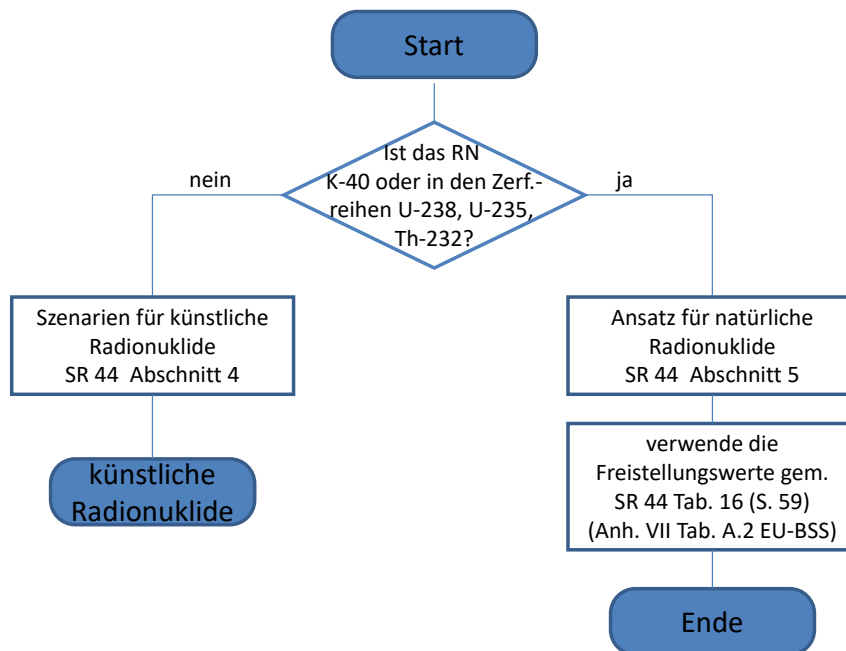 Start
Ist das RN
K-40 oder in den Zerf.-
reihen U-238, U-235,
Th-232?
nein
ja
Szenarien für künstliche
Radionuklide
SR 44 Abschnitt 4
künstliche
Radionuklide
Ansatz für natürliche
Radionuklide
SR 44 Abschnitt 5
verwende die
Freistellungswerte gem.
SR 44 Tab. 16 (S. 59)
(Anh. VII Tab. A.2 EU-BSS)
Ende